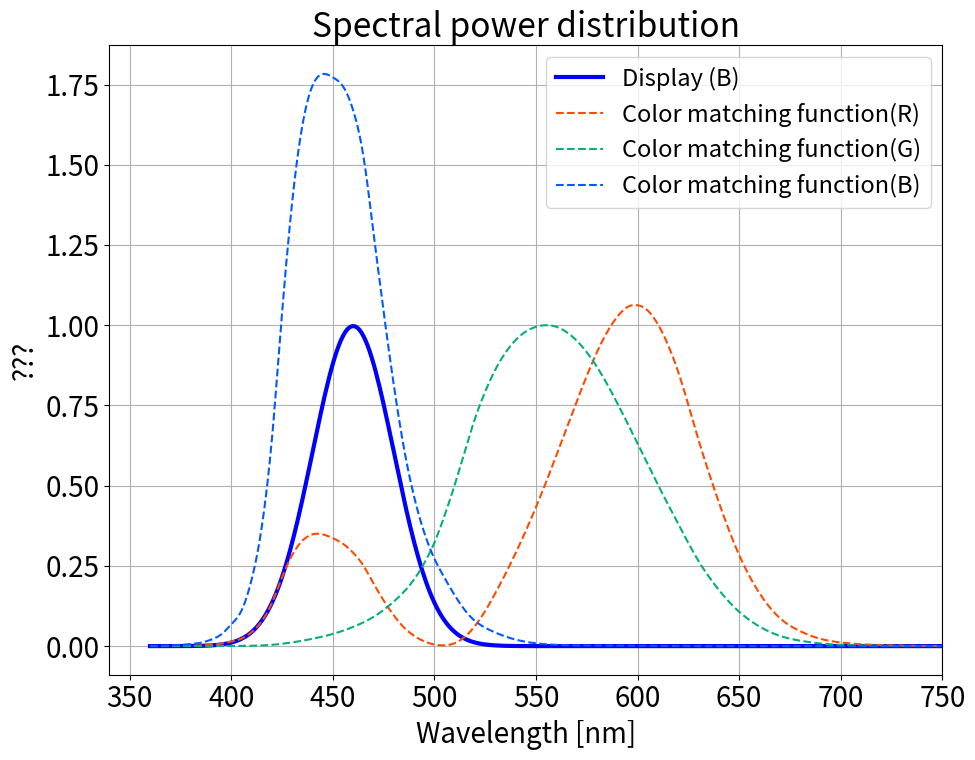 Spectral power distribution
Display (B)
Color matching function(R)
Color matching function(G)
Color matching function(B)
???
1.75
1.50
1.25
1.00
0.75
0.50
0.25
0.00
350 400 450 500 550 600 650 700 750
Wavelength [nm]